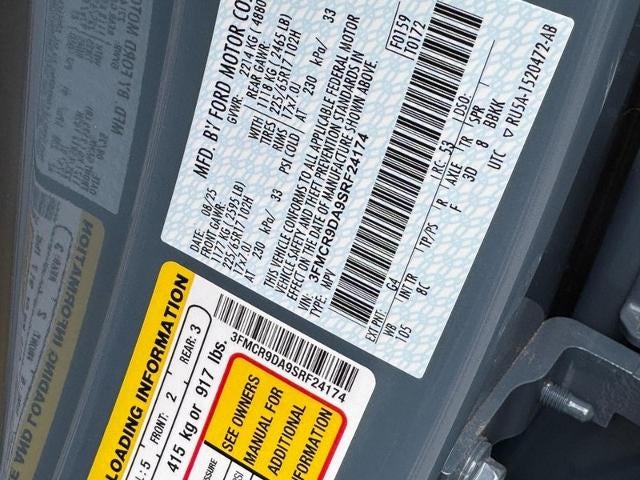 MFD. BY FORD MOTOR CO
DATE: 08/25
GVWR: 2214 KG ( 4880
FRONT GAWR:
1177 KG ( 2595 LB)
225/65R17 102H
17x7.0J
AT 230 kPa/ 33
REAR GAWR:
1118 KG ( 2465 LB)
WITH 225/65R17 102H TIRES
17x7.0J RIMS
AT 230 kPa/ 33
PSI COLD
THIS VEHICLE CONFORMS TO ALL APPLICABLE FEDERAL MOTOR
VEHICLE SAFETY AND THEFT PREVENTION STANDARDS IN
EFFECT ON THE DATE OF MANUFACTURE SHOWN ABOVE.
VIN: 3FMCR9DA9SRF24174
TYPE: MPV
F0159
T0172
EXT PNT: G4
RC: 53
DSO:
WB
INT TR
TP/PS
R
AXLE
TR
SPR
105
8C
F
3D
8
BBKK
UTC
RU5A-1520472-AB
LOADING INFORMATION
L: 5
FRONT: 2
REAR: 3
415 kg or 917 lbs.
3FMCR9DA9SRF24174
SEE OWNERS
MANUAL FOR
ADDITIONAL
INFORMATION